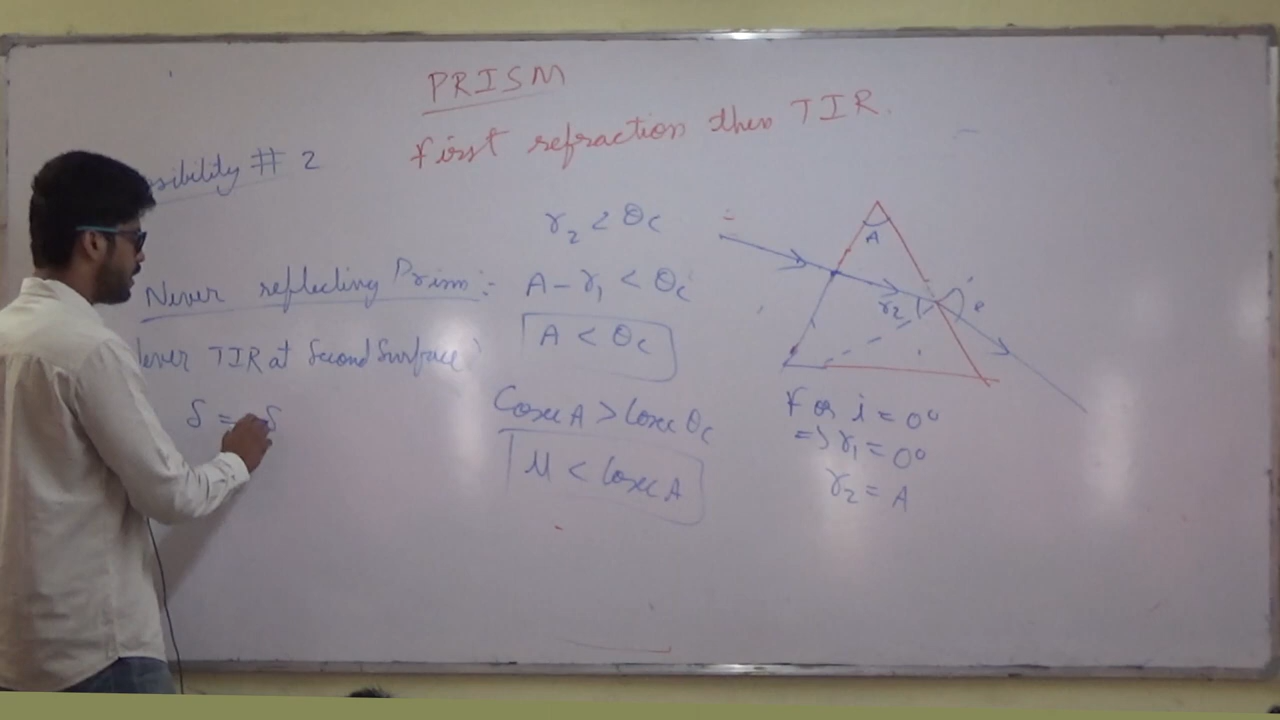 PRISM
First refraction then TIR.
sibility # 2
r₂ < θc
Never reflecting Prism :-
A - r₁ < θc
A < θc
ever TIR at Second Surface)
δ = δ
Cosec A > Cosec θc
μ < Cosec A
A
r₂
e
For i = 0°
=> r₁ = 0°
r₂ = A